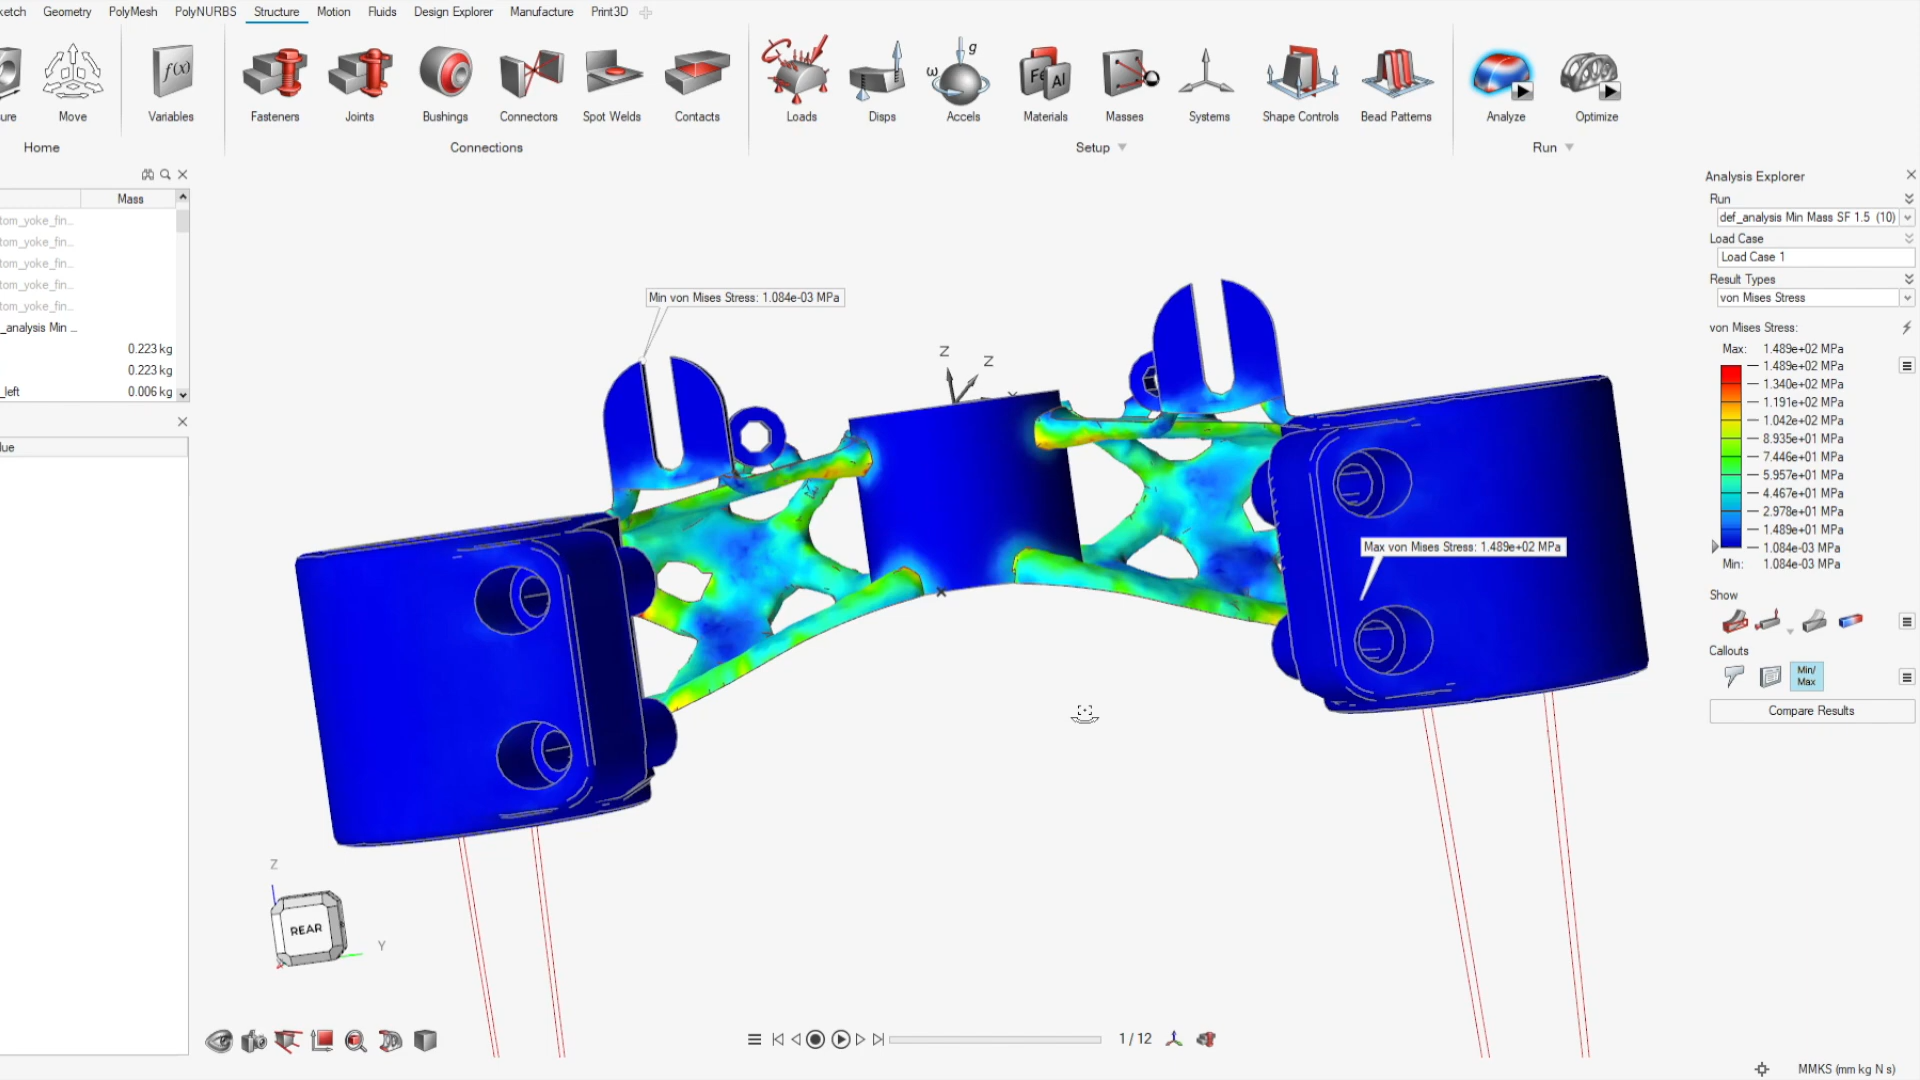 ketch Geometry PolyMesh PolyNURBS Structure Motion Fluids Design Explorer Manufacture Print3D
f(x) g ω Fe Al
ure Move Variables Fasteners Joints Bushings Connectors Spot Welds Contacts Loads Disps Accels Materials Masses Systems Shape Controls Bead Patterns Analyze Optimize
Home Connections Setup Run
Mass
tom_yoke_fin...
tom_yoke_fin...
tom_yoke_fin...
tom_yoke_fin...
tom_yoke_fin...
_analysis Min ...
0.223 kg
0.223 kg
_left 0.006 kg
lue
Min von Mises Stress: 1.084e-03 MPa
Z Z
Max von Mises Stress: 1.489e+02 MPa
Z
REAR
Y
1 / 12
Analysis Explorer
Run
def_analysis Min Mass SF 1.5 (10)
Load Case
Load Case 1
Result Types
von Mises Stress
von Mises Stress:
Max: 1.489e+02 MPa
1.489e+02 MPa
1.340e+02 MPa
1.191e+02 MPa
1.042e+02 MPa
8.935e+01 MPa
7.446e+01 MPa
5.957e+01 MPa
4.467e+01 MPa
2.978e+01 MPa
1.489e+01 MPa
1.084e-03 MPa
Min: 1.084e-03 MPa
Show
Callouts
Min/
Max
Compare Results
MMKS (mm kg N s)